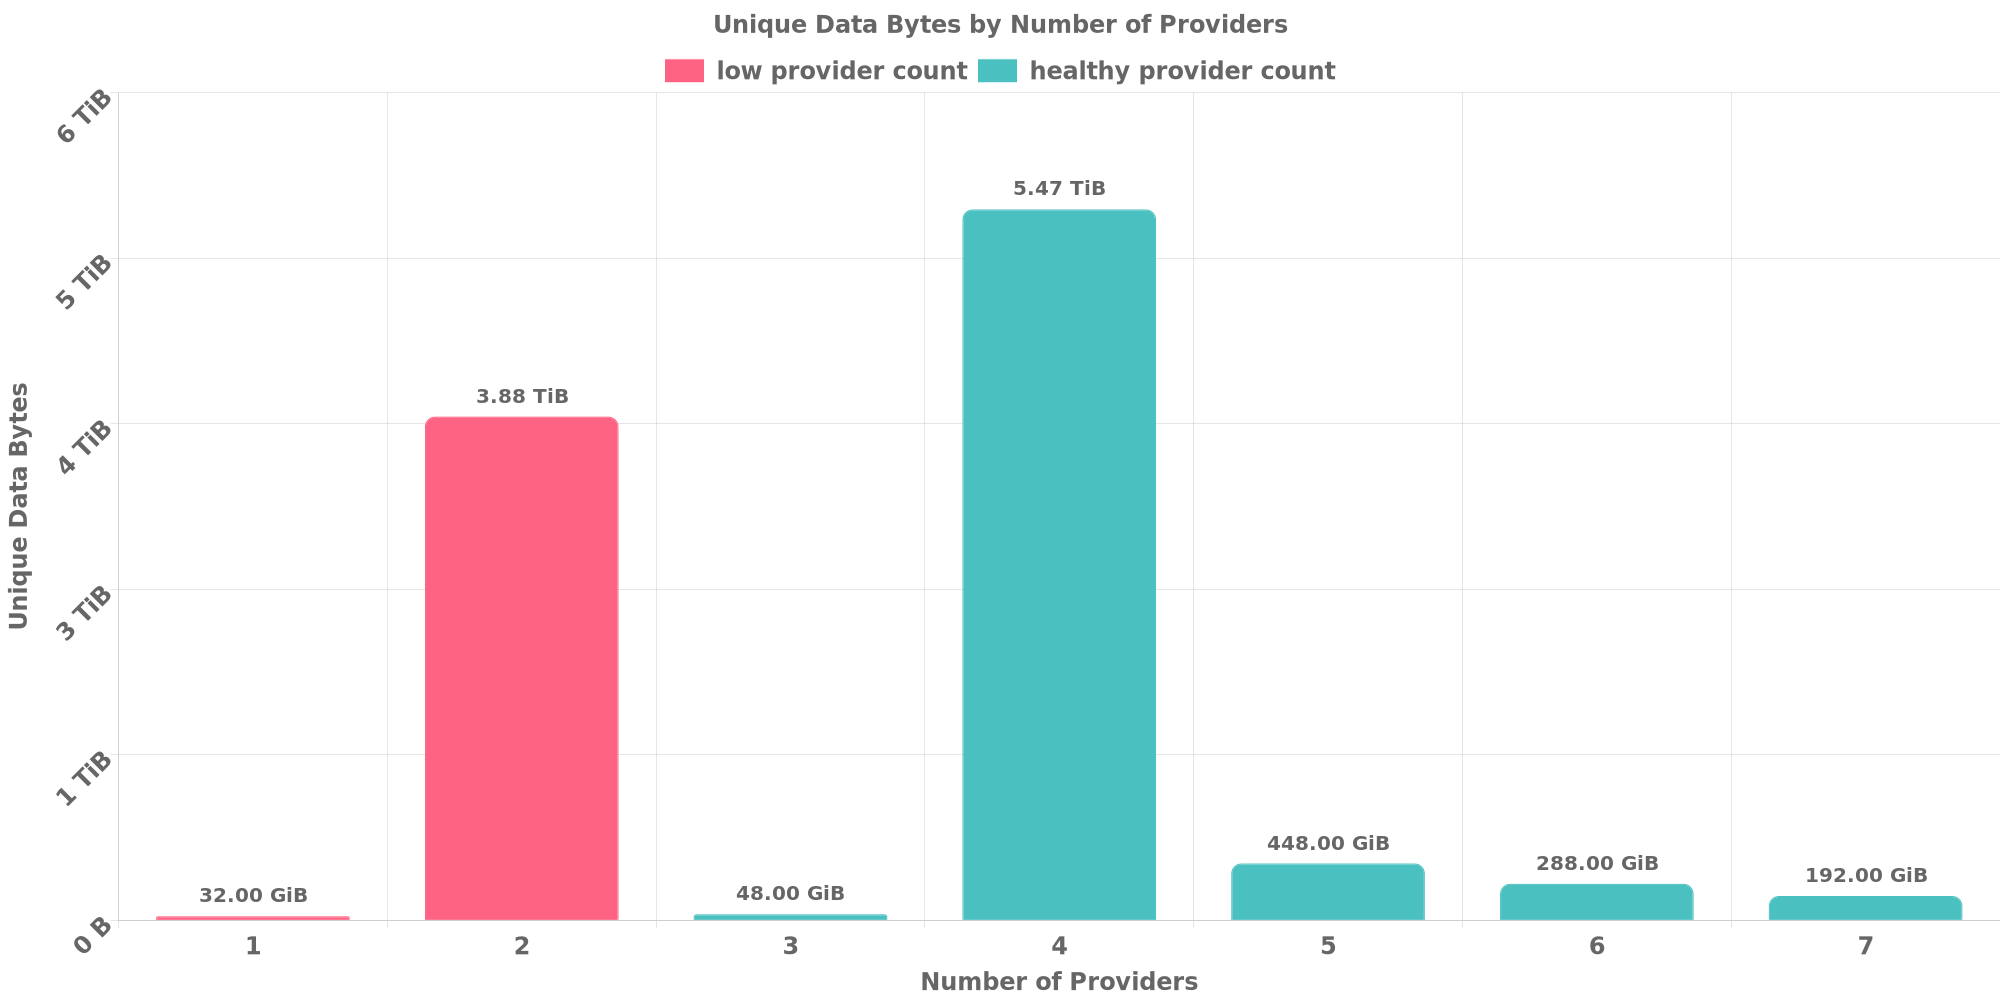 Unique Data Bytes by Number of Providers
low provider count healthy provider count
6 TiB
5 TiB
4 TiB
3 TiB
1 TiB
0 B
Unique Data Bytes
32.00 GiB
3.88 TiB
48.00 GiB
5.47 TiB
448.00 GiB
288.00 GiB
192.00 GiB
1 2 3 4 5 6 7
Number of Providers